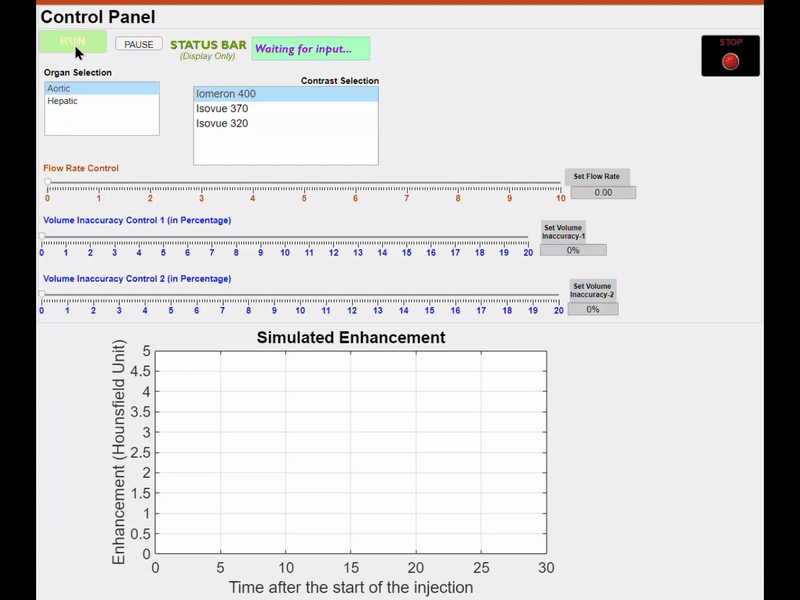 Control Panel
RUN
PAUSE
STATUS BAR
(Display Only)
Waiting for input...
STOP
Organ Selection
Aortic
Hepatic
Contrast Selection
Iomeron 400
Isovue 370
Isovue 320
Flow Rate Control
0 1 2 3 4 5 6 7 8 9 10
Set Flow Rate
0.00
Volume Inaccuracy Control 1 (in Percentage)
0 1 2 3 4 5 6 7 8 9 10 11 12 13 14 15 16 17 18 19 20
Set Volume
Inaccuracy-1
0%
Volume Inaccuracy Control 2 (in Percentage)
0 1 2 3 4 5 6 7 8 9 10 11 12 13 14 15 16 17 18 19 20
Set Volume
Inaccuracy-2
0%
Simulated Enhancement
Enhancement (Hounsfield Unit)
5
4.5
4
3.5
3
2.5
2
1.5
1
0.5
0
0 5 10 15 20 25 30
Time after the start of the injection